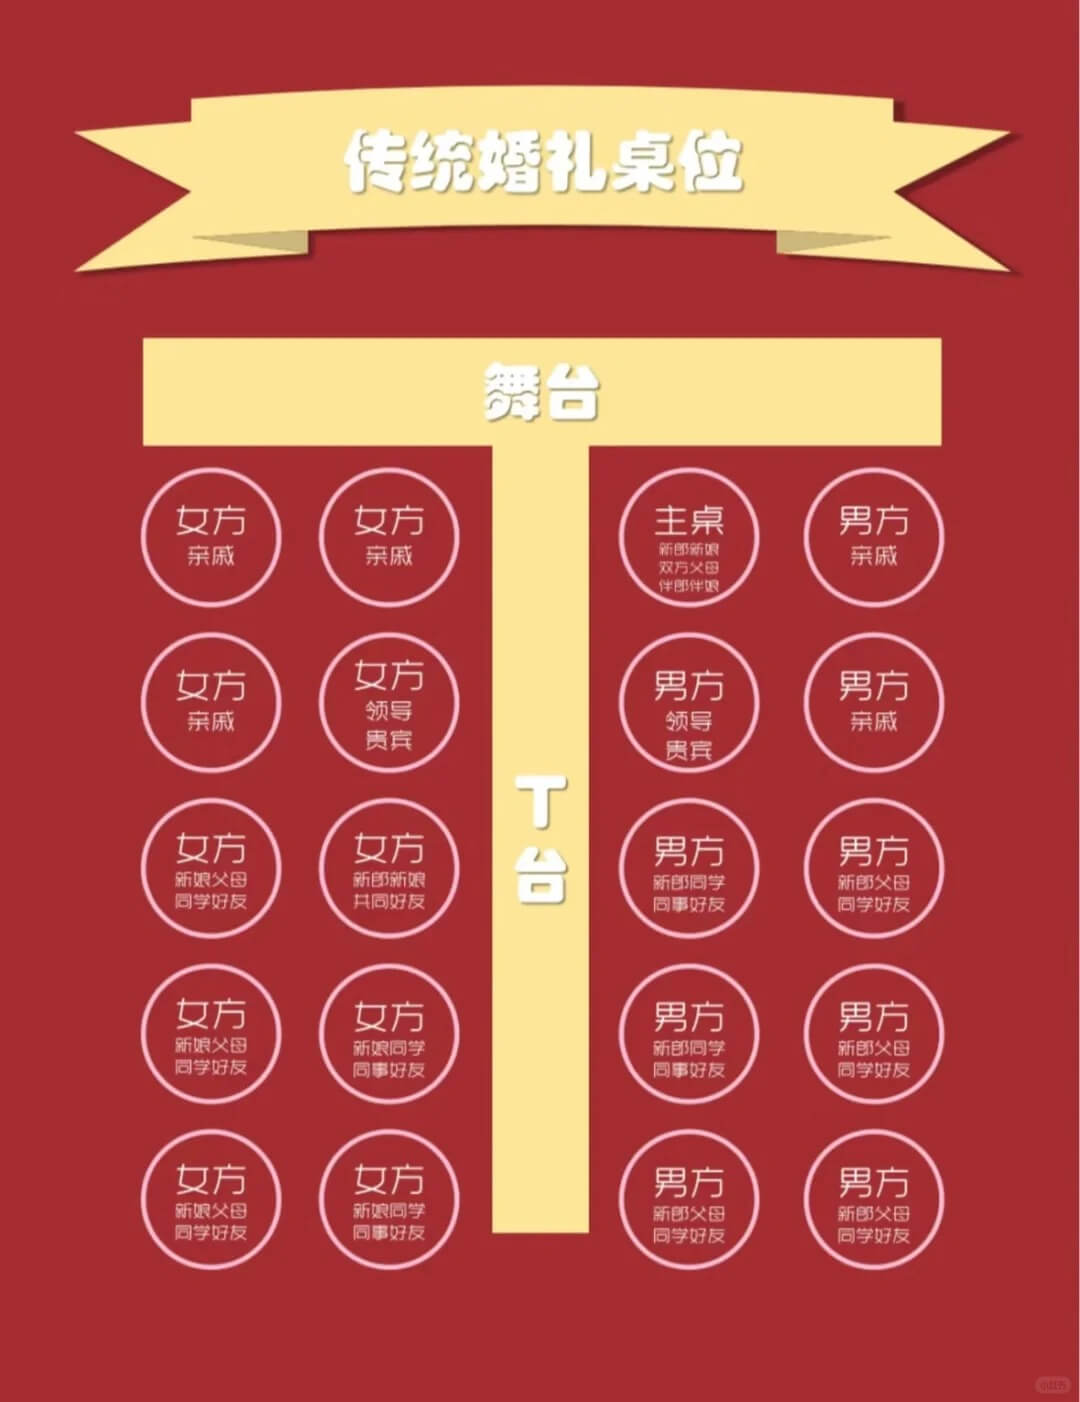 传统婚礼桌位
舞台
女方
亲戚
女方
亲戚
主桌
新郎新娘
双方父母
伴郎伴娘
男方
亲戚
女方
亲戚
女方
领导
贵宾
男方
领导
贵宾
男方
亲戚
T
台
女方
新娘父母
同学好友
女方
新郎新娘
共同好友
男方
新郎同学
同事好友
男方
新郎父母
同学好友
女方
新娘父母
同学好友
女方
新娘同学
同事好友
男方
新郎同学
同事好友
男方
新郎父母
同学好友
女方
新娘父母
同学好友
女方
新娘同学
同事好友
男方
新郎父母
同学好友
男方
新郎父母
同学好友
小红书